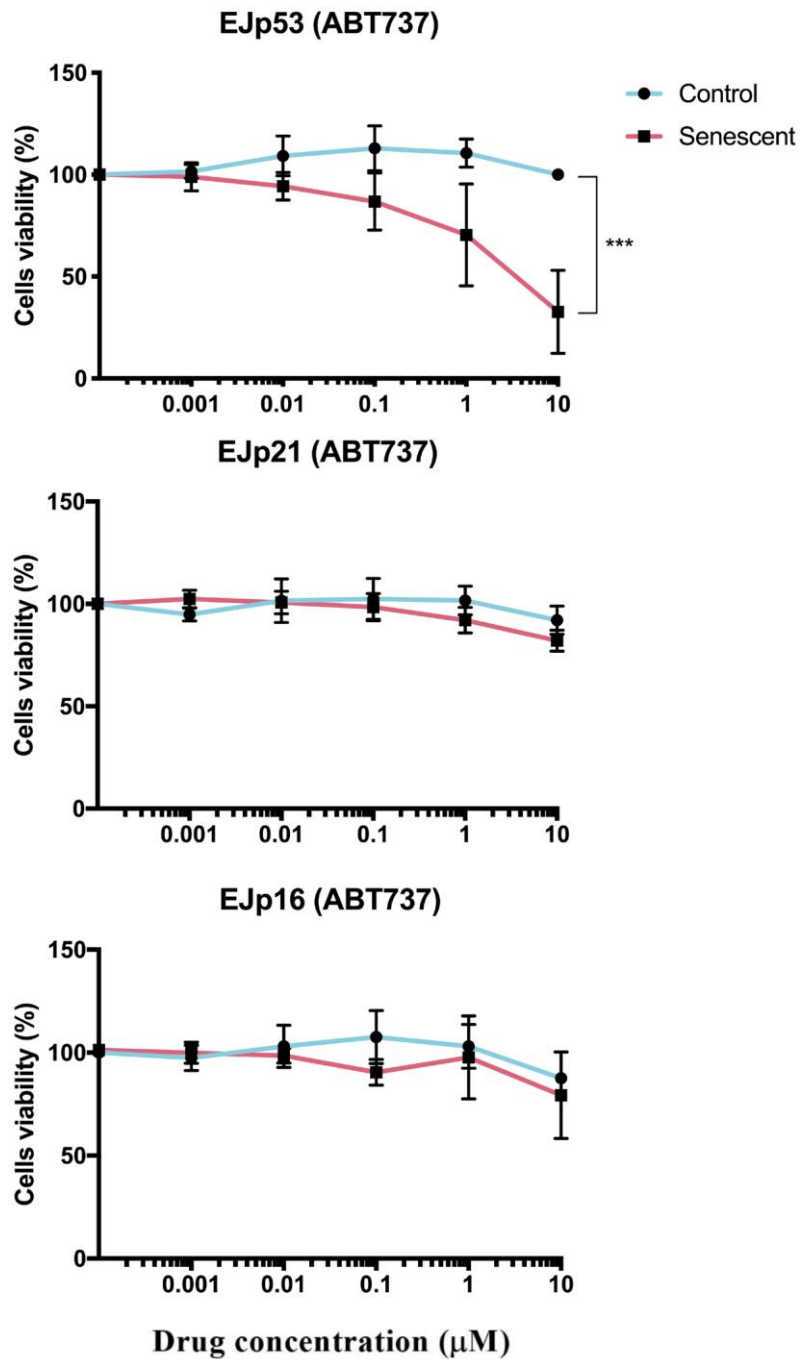 EJp53 (ABT737)
Cells viability (%)
150
100
50
0
0.001 0.01 0.1 1 10
Control
Senescent
***
EJp21 (ABT737)
Cells viability (%)
150
100
50
0
0.001 0.01 0.1 1 10
EJp16 (ABT737)
Cells viability (%)
150
100
50
0
0.001 0.01 0.1 1 10
Drug concentration (μM)